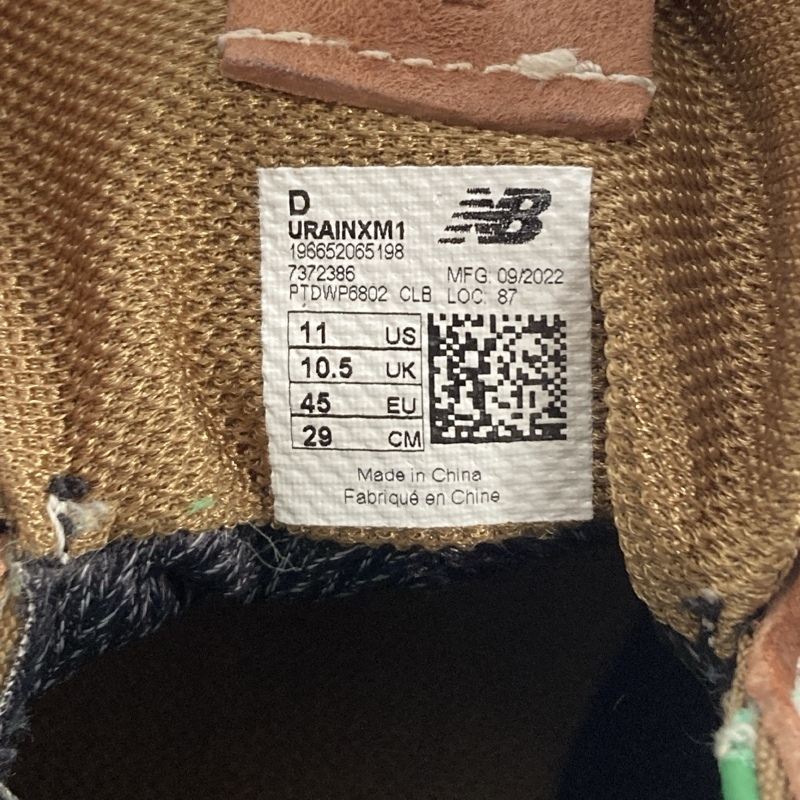 D
NB
URAINXM1
196652065198
7372386
MFG. 09/2022
PTDWP6802 CLB LOC: 87
11 US
10.5 UK
45 EU
29 CM
Made in China
Fabriqué en Chine